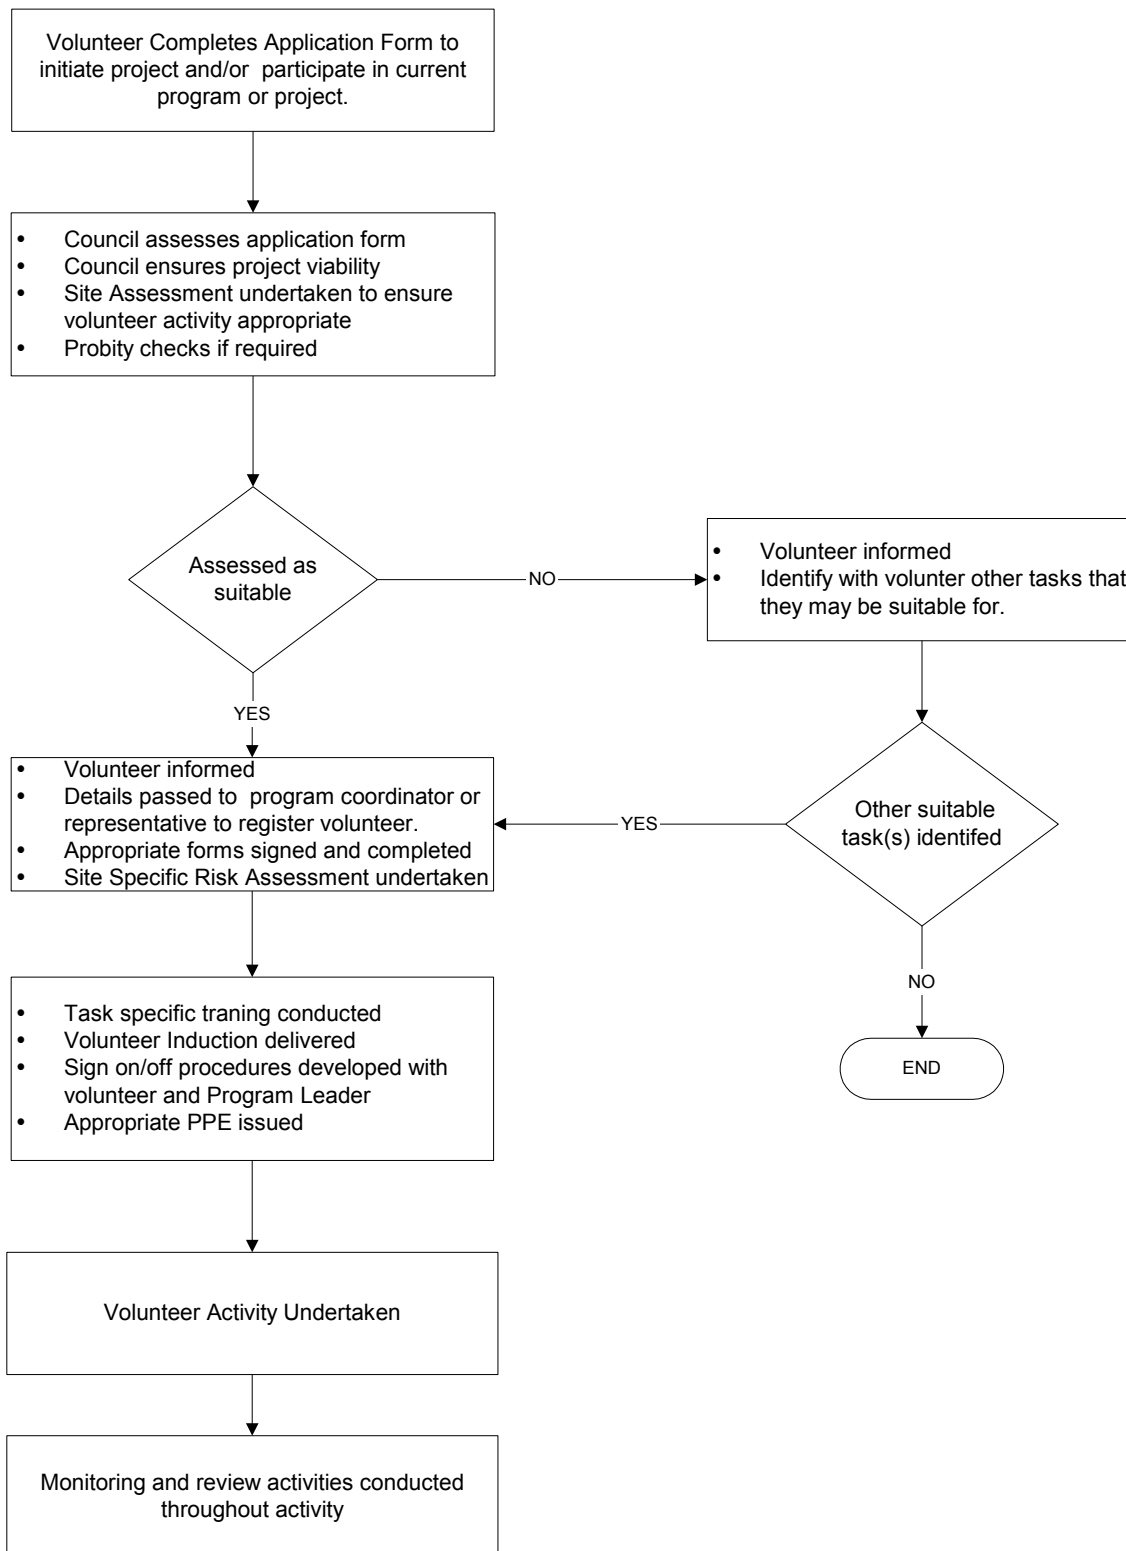 Volunteer Completes Application Form to
initiate project and/or  participate in current
program or project.
• Council assesses application form
• Council ensures project viability
• Site Assessment undertaken to ensure
volunteer activity appropriate
• Probity checks if required
Assessed as
suitable
NO
• Volunteer informed
• Identify with volunter other tasks that
they may be suitable for.
YES
• Volunteer informed
• Details passed to  program coordinator or
representative to register volunteer.
• Appropriate forms signed and completed
• Site Specific Risk Assessment undertaken
YES
Other suitable
task(s) identifed
NO
END
• Task specific traning conducted
• Volunteer Induction delivered
• Sign on/off procedures developed with
volunteer and Program Leader
• Appropriate PPE issued
Volunteer Activity Undertaken
Monitoring and review activities conducted
throughout activity